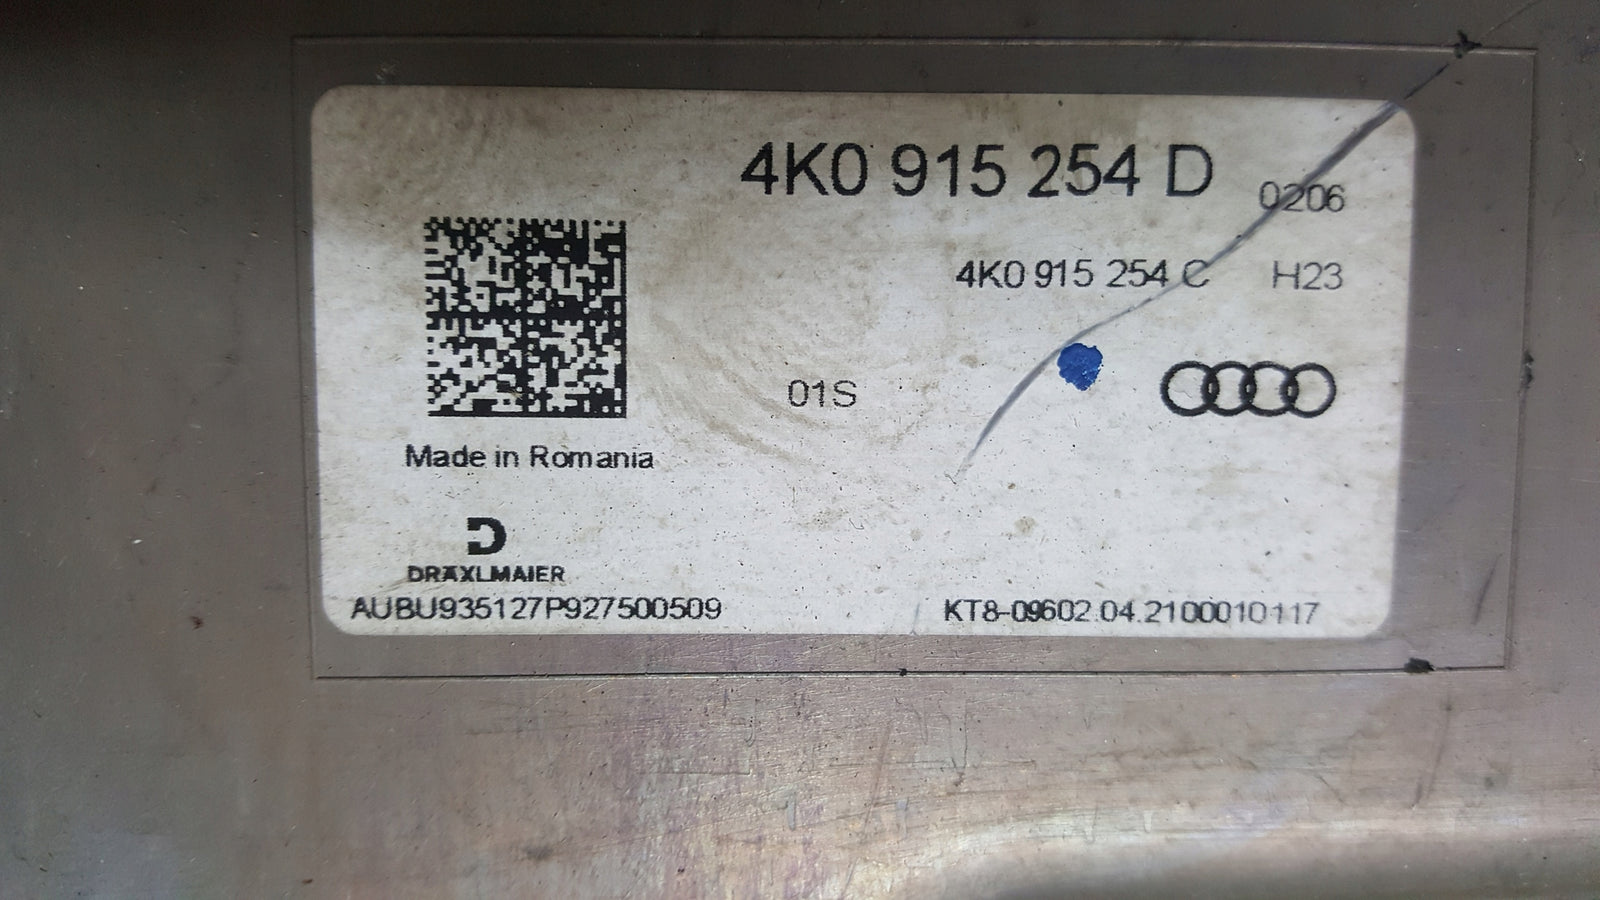 4K0 915 254 D 0206
4K0 915 254 C H23
01S
Made in Romania
DRÄXLMAIER
AUBU935127P927500509 KT8-09602.04.2100010117